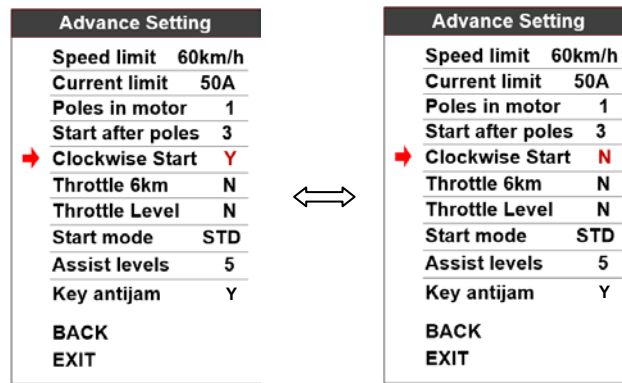 Advance Setting
Speed limit 60km/h
Current limit 50A
Poles in motor 1
Start after poles 3
Clockwise Start Y
Throttle 6km N
Throttle Level N
Start mode STD
Assist levels 5
Key antijam Y
BACK
EXIT
Advance Setting
Speed limit 60km/h
Current limit 50A
Poles in motor 1
Start after poles 3
Clockwise Start N
Throttle 6km N
Throttle Level N
Start mode STD
Assist levels 5
Key antijam Y
BACK
EXIT